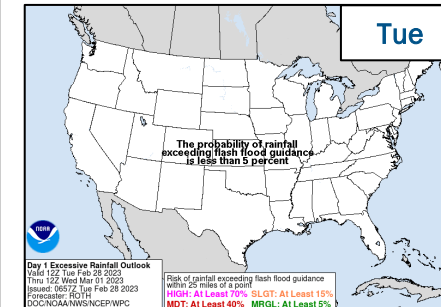 Tue
The probability of rainfall
exceeding flash flood guidance
is less than 5 percent
NOAA
Day 1 Excessive Rainfall Outlook
Valid 12Z Tue Feb 28 2023
Thru 12Z Wed Mar 01 2023
Issued: 0657Z Tue Feb 28 2023
Forecaster: ROTH
DOC/NOAA/NWS/NCEP/WPC
Risk of rainfall exceeding flash flood guidance
within 25 miles of a point
HIGH: At Least 70% SLGT: At Least 15%
MDT: At Least 40% MRGL: At Least 5%